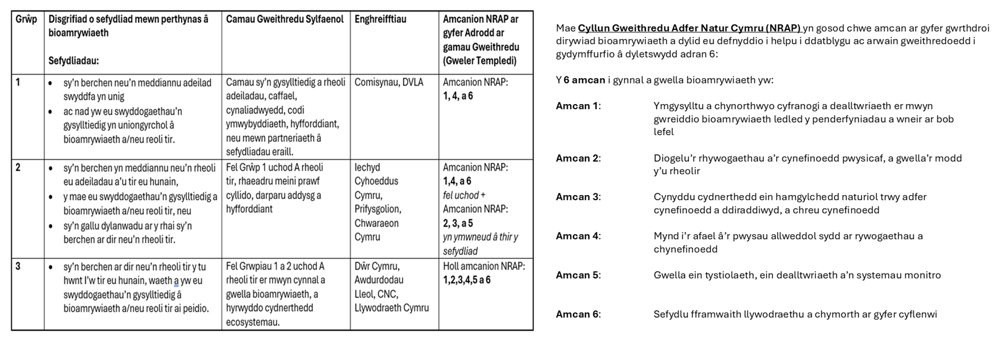 Grŵp
Disgrifiad o sefydliad mewn perthynas â
bioamrywiaeth
Sefydliadau:
Camau Gweithredu Sylfaenol
Enghreifftiau
Amcanion NRAP ar
gyfer Adrodd ar
gamau Gweithredu
(Gweler Templedi)
1
• sy'n berchen neu'n meddiannu adeilad
swyddfa yn unig
• ac nad yw eu swyddogaethau'n
gysylltiedig yn uniongyrchol â
bioamrywiaeth a/neu reoli tir.
Camau sy'n gysylltiedig a rheoli
adeiladau, caffael,
cynaliadwyedd, codi
ymwybyddiaeth, hyfforddiant,
neu mewn partneriaeth â
sefydliadau eraill.
Comisynau, DVLA
Amcanion NRAP:
1, 4, a 6
2
• sy'n berchen yn meddiannu neu'n rheoli
eu adeiladau a'u tir eu hunain,
• y mae eu swyddogaethau'n gysylltiedig a
bioamrywiaeth a/neu reoli tir, neu
• sy'n gallu dylanwadu ar y rhai sy'n
berchen ar dir neu'n rheoli tir.
Fel Grŵp 1 uchod A rheoli
tir, rhaeadru meini prawf
cyllido, darparu addysg a
hyfforddiant
Iechyd
Cyhoeddus
Cymru,
Prifysgolion,
Chwaraeon
Cymru
Amcanion NRAP:
1,4, a 6
fel uchod +
Amcanion NRAP:
2, 3, a 5
yn ymwneud â thir y
sefydliad
3
• sy'n berchen ar dir neu'n rheoli tir y tu
hwnt I'w tir eu hunain, waeth a yw eu
swyddogaethau'n gysylltiedig â
bioamrywiaeth a/neu reoli tir ai peidio.
Fel Grwpiau 1 a 2 uchod A
rheoli tir er mwyn cynnal a
gwella bioamrywiaeth, a
hyrwyddo cydnerthedd
ecosystemau.
Dŵr Cymru,
Awdurdodau
Lleol, CNC,
Llywodraeth Cymru
Holl amcanion NRAP:
1,2,3,4,5 a 6
Mae Cyllun Gweithredu Adfer Natur Cymru (NRAP) yn gosod chwe amcan ar gyfer gwrthdroi
dirywiad bioamrywiaeth a dylid eu defnyddio i helpu i ddatblygu ac arwain gweithredoedd i
gydymffurfio â dyletswydd adran 6:
Y 6 amcan i gynnal a gwella bioamrywiaeth yw:
Amcan 1: Ymgysylltu a chynorthwyo cyfranogi a dealltwriaeth er mwyn
gwreiddio bioamrywiaeth ledled y penderfyniadau a wneir ar bob
lefel
Amcan 2: Diogelu'r rhywogaethau a'r cynefinoedd pwysicaf, a gwella'r modd
y'u rheolir
Amcan 3: Cynyddu cydnerthedd ein hamgylchedd naturiol trwy adfer
cynefinoedd a ddiraddiwyd, a chreu cynefinoedd
Amcan 4: Mynd i'r afael â'r pwysau allweddol sydd ar rywogaethau a
chynefinoedd
Amcan 5: Gwella ein tystiolaeth, ein dealltwriaeth a'n systemau monitro
Amcan 6: Sefydlu fframwaith llywodraethu a chymorth ar gyfer cyflenwi